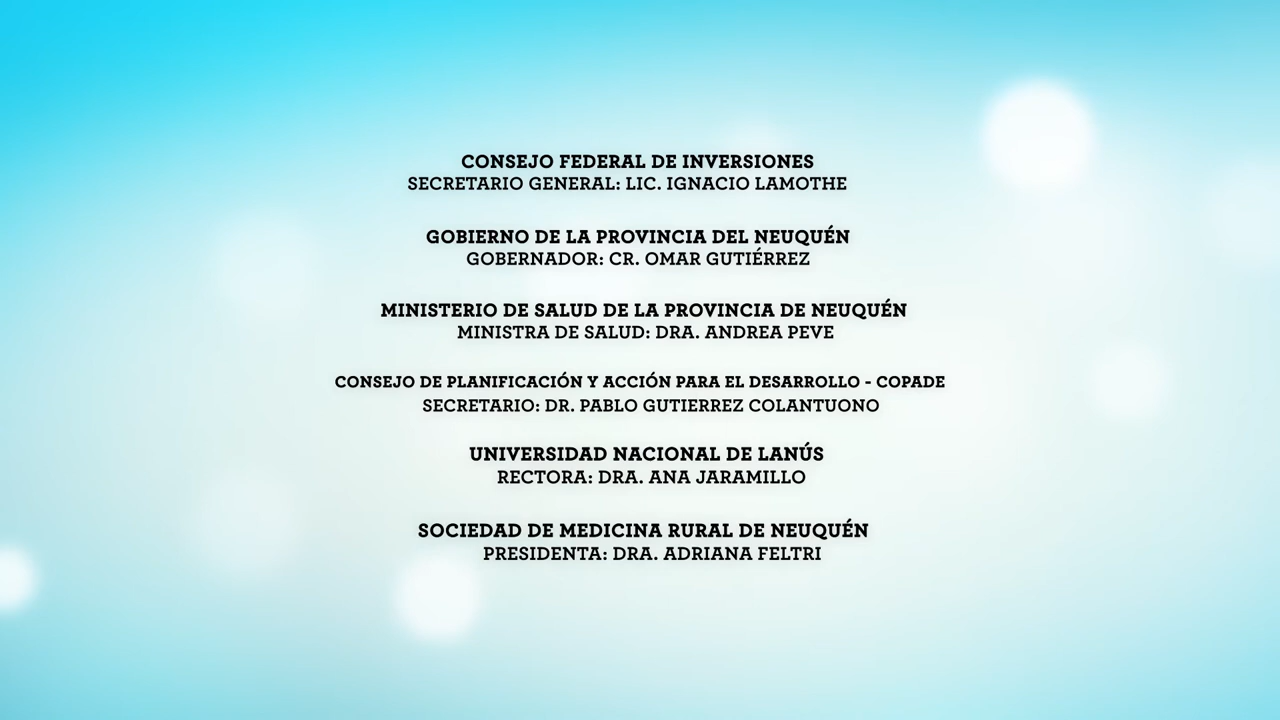 CONSEJO FEDERAL DE INVERSIONES
SECRETARIO GENERAL: LIC. IGNACIO LAMOTHE
GOBIERNO DE LA PROVINCIA DEL NEUQUÉN
GOBERNADOR: CR. OMAR GUTIÉRREZ
MINISTERIO DE SALUD DE LA PROVINCIA DE NEUQUÉN
MINISTRA DE SALUD: DRA. ANDREA PEVE
CONSEJO DE PLANIFICACIÓN Y ACCIÓN PARA EL DESARROLLO - COPADE
SECRETARIO: DR. PABLO GUTIERREZ COLANTUONO
UNIVERSIDAD NACIONAL DE LANÚS
RECTORA: DRA. ANA JARAMILLO
SOCIEDAD DE MEDICINA RURAL DE NEUQUÉN
PRESIDENTA: DRA. ADRIANA FELTRI